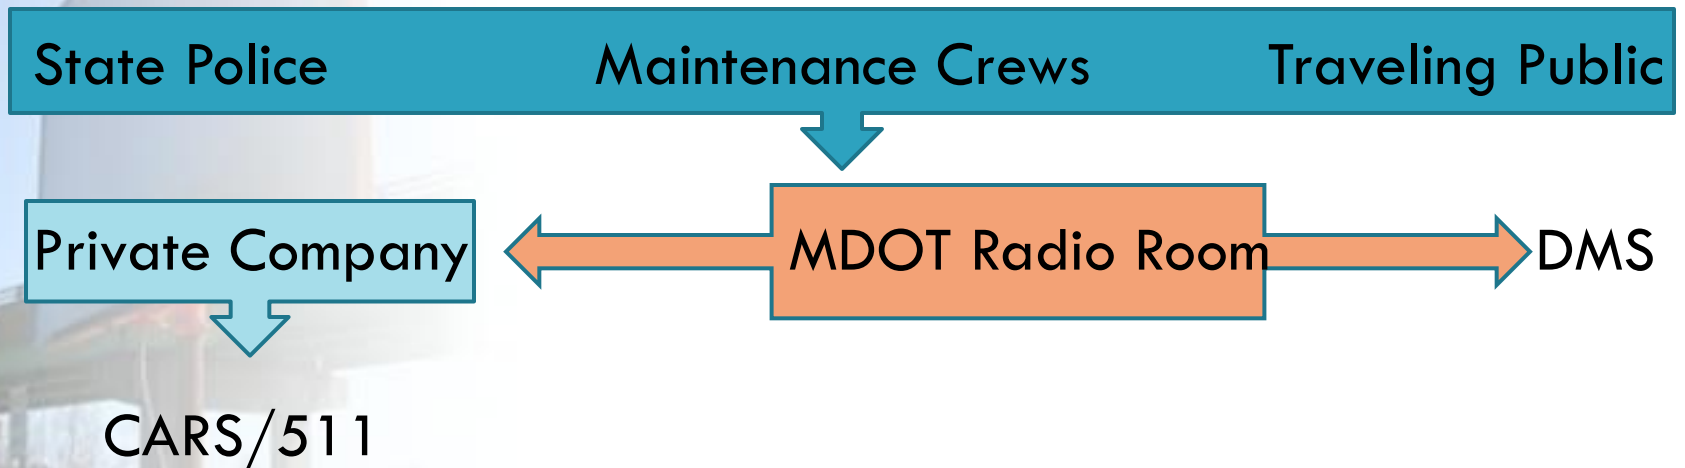 State Police Maintenance Crews Traveling Public
Private Company MDOT Radio Room DMS
CARS/511